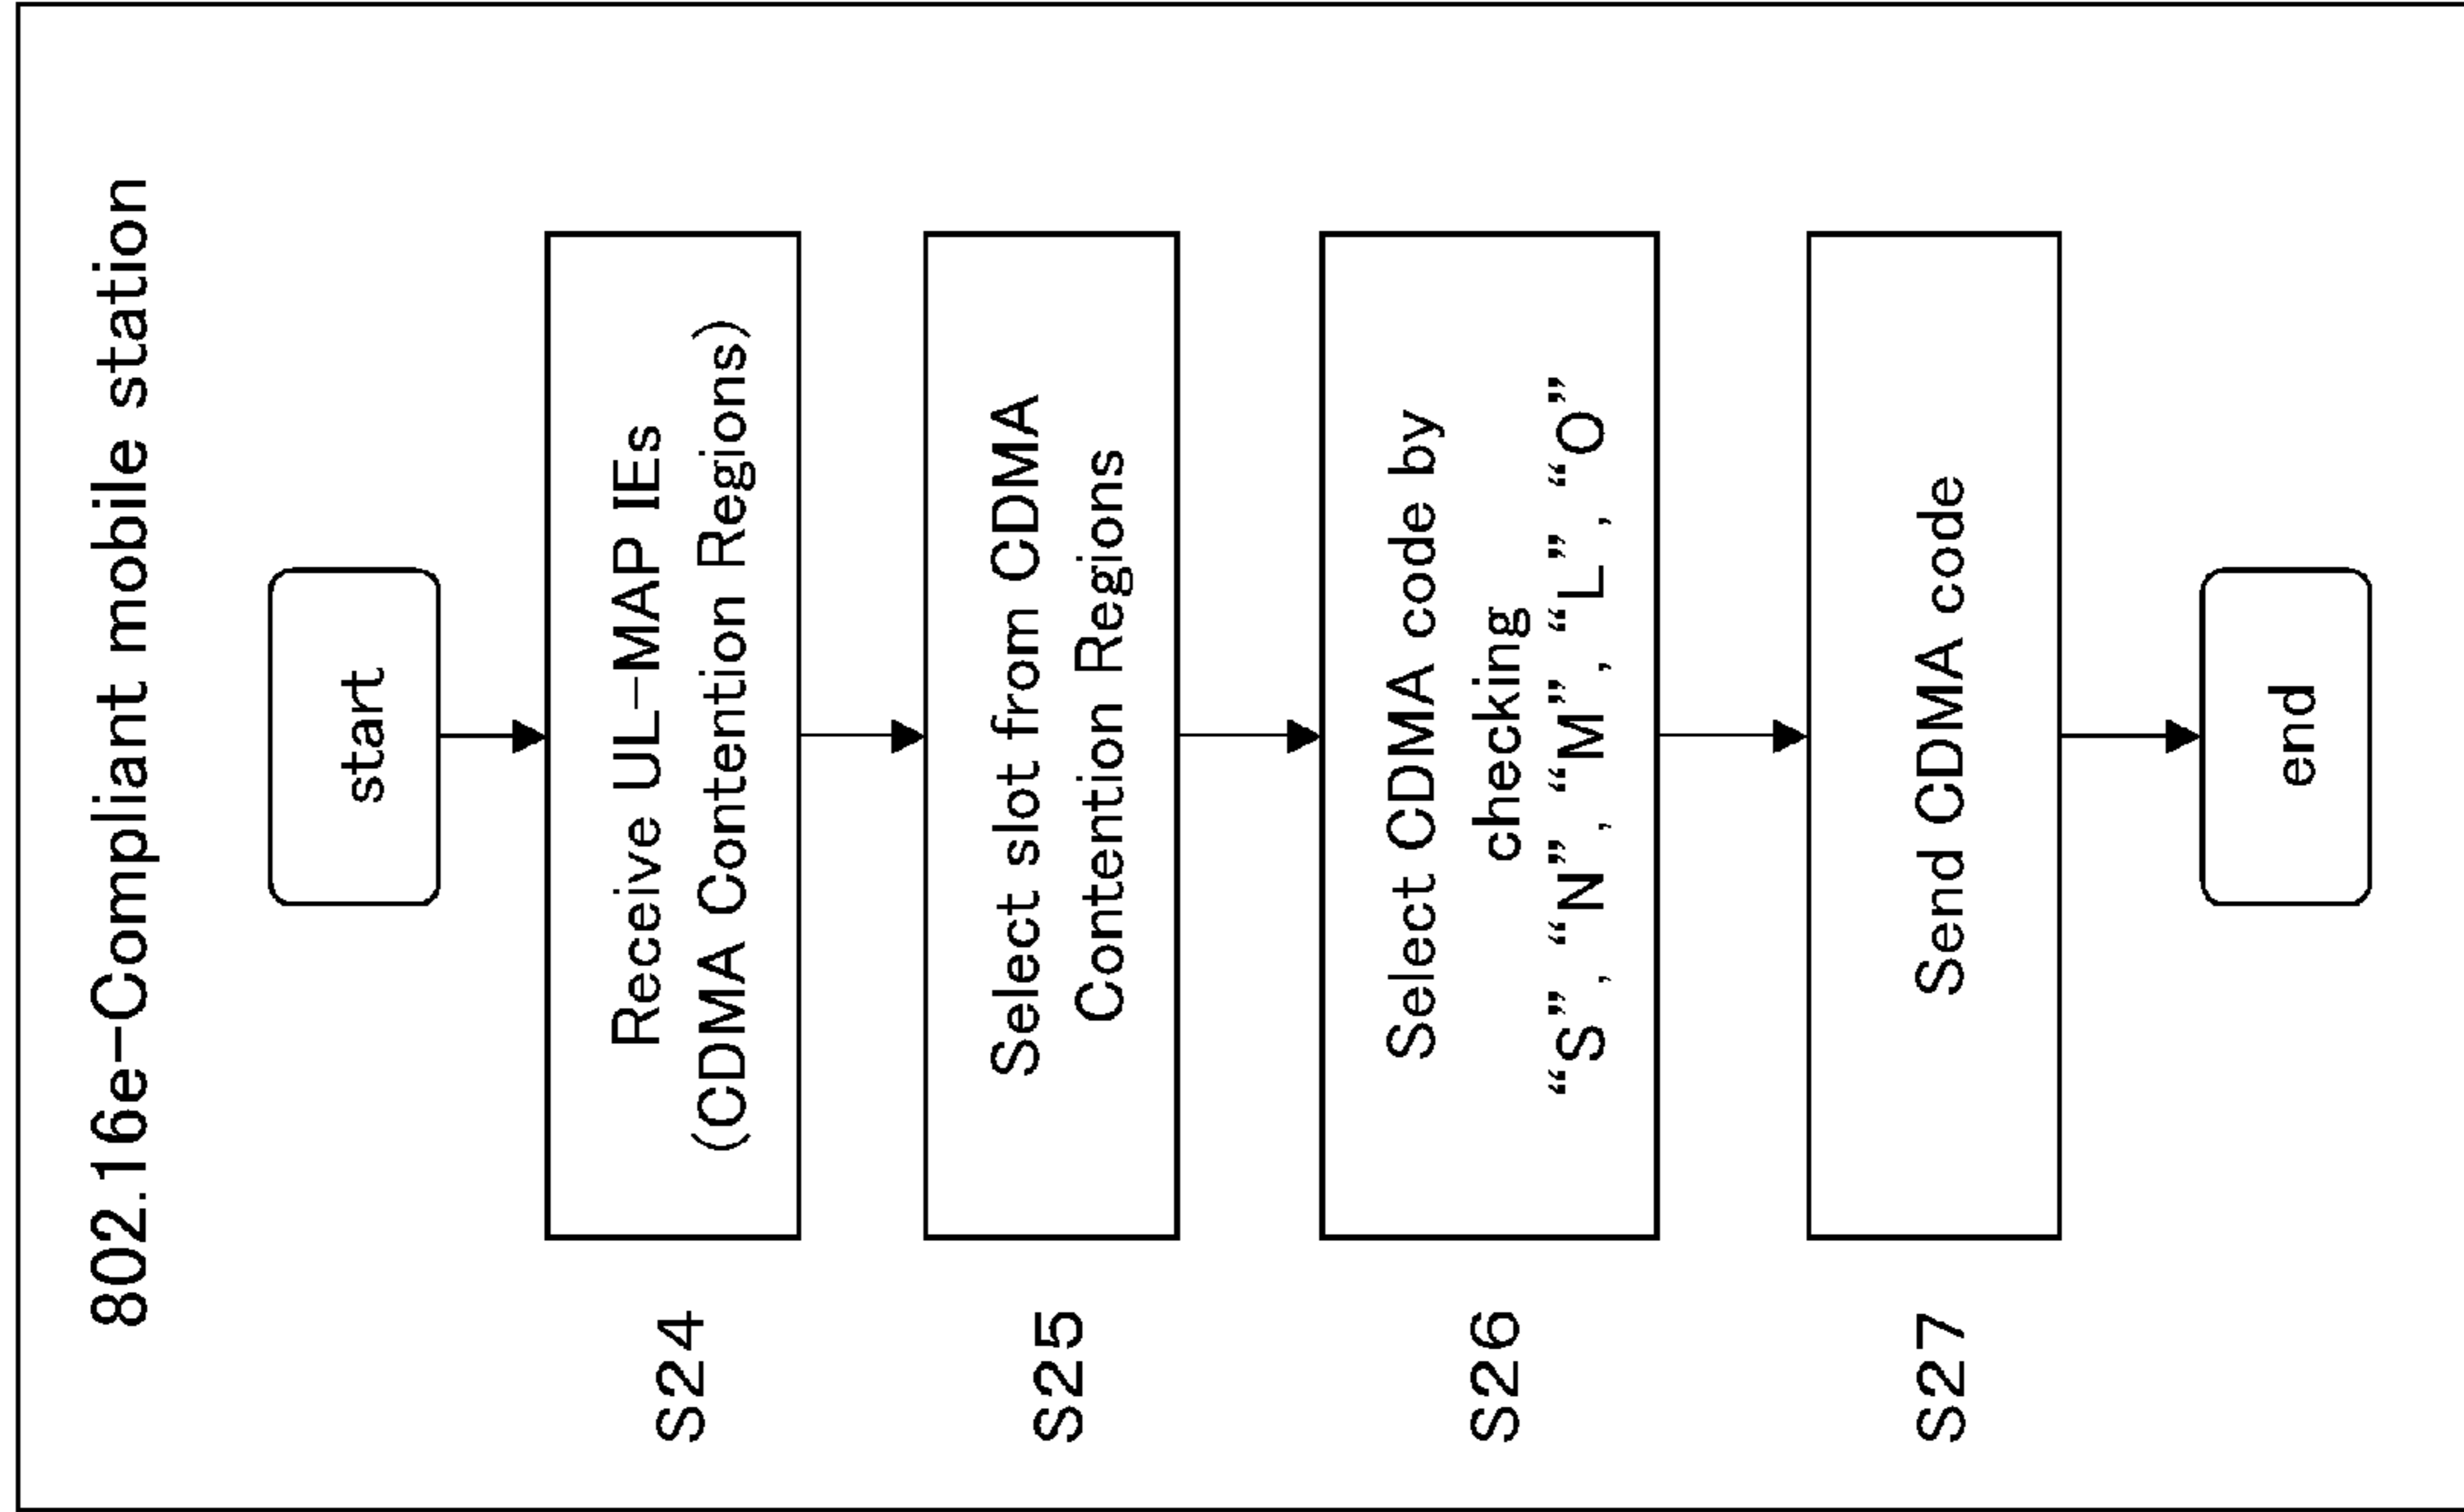 802.16e-Compliant mobile station
start
S24
Receive UL-MAP IEs
(CDMA Contention Regions)
S25
Select slot from CDMA
Contention Regions
S26
Select CDMA code by
checking
“S”, “N”, “M”, “L”, “O”
S27
Send CDMA code
end